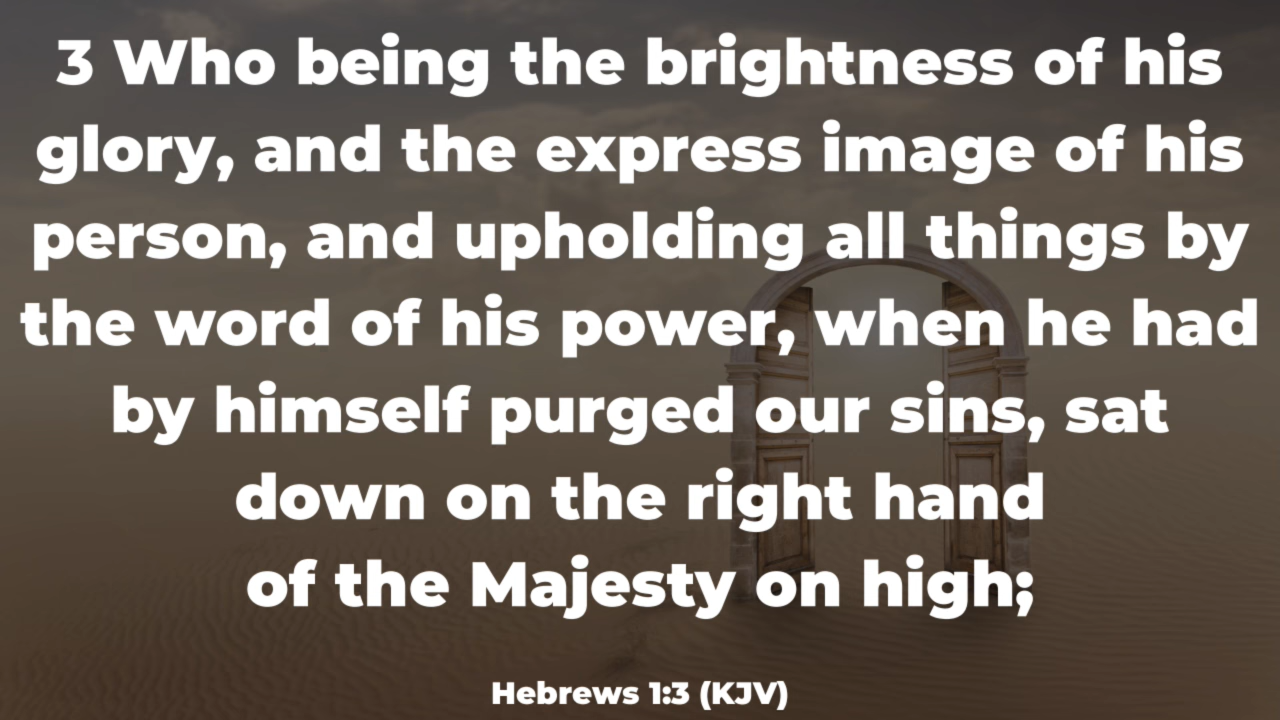 3 Who being the brightness of his
glory, and the express image of his
person, and upholding all things by
the word of his power, when he had
by himself purged our sins, sat
down on the right hand
of the Majesty on high;
Hebrews 1:3 (KJV)